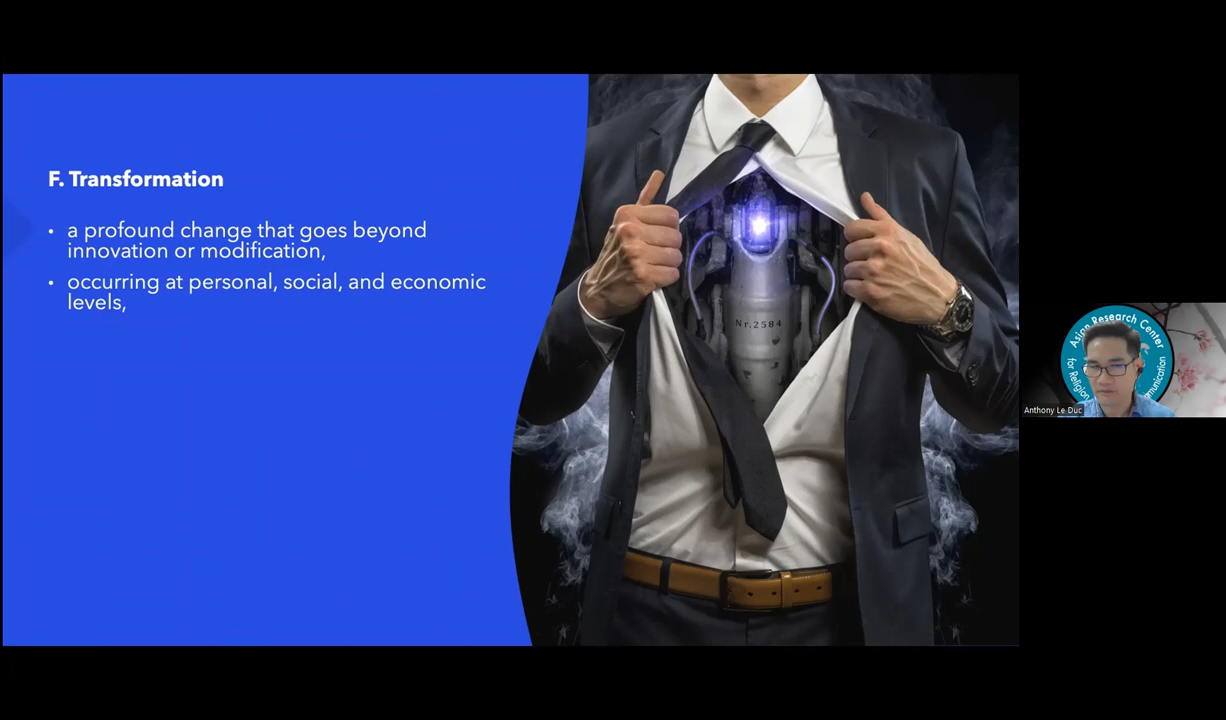 F. Transformation
• a profound change that goes beyond
innovation or modification,
• occurring at personal, social, and economic
levels,
Nr.2584
Asian Research Center
for Religion
Anthony Le Duc